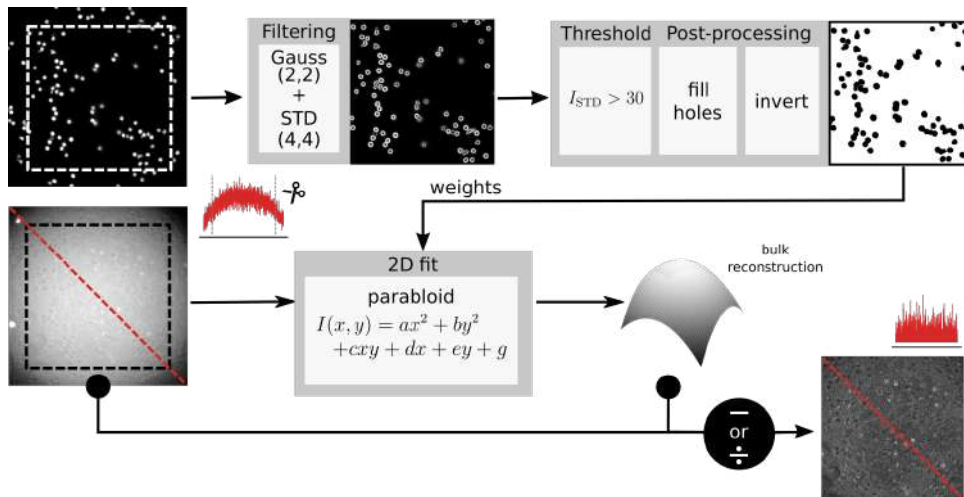 Filtering
Gauss
(2,2)
+
STD
(4,4)
Threshold
Post-processing
I_STD > 30
fill
holes
invert
weights
2D fit
parabloid
I(x, y) = ax² + by²
+cxy + dx + ey + g
bulk
reconstruction
−
or
÷